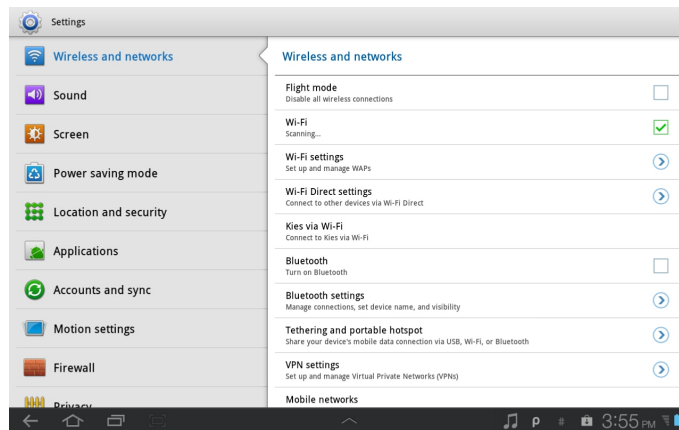 Settings
Wireless and networks
Sound
Screen
Power saving mode
Location and security
Applications
Accounts and sync
Motion settings
Firewall
Privacy
Wireless and networks
Flight mode
Disable all wireless connections
Wi-Fi
Scanning...
Wi-Fi settings
Set up and manage WAPs
Wi-Fi Direct settings
Connect to other devices via Wi-Fi Direct
Kies via Wi-Fi
Connect to Kies via Wi-Fi
Bluetooth
Turn on Bluetooth
Bluetooth settings
Manage connections, set device name, and visibility
Tethering and portable hotspot
Share your device's mobile data connection via USB, Wi-Fi, or Bluetooth
VPN settings
Set up and manage Virtual Private Networks (VPNs)
Mobile networks
ρ # 3:55 PM